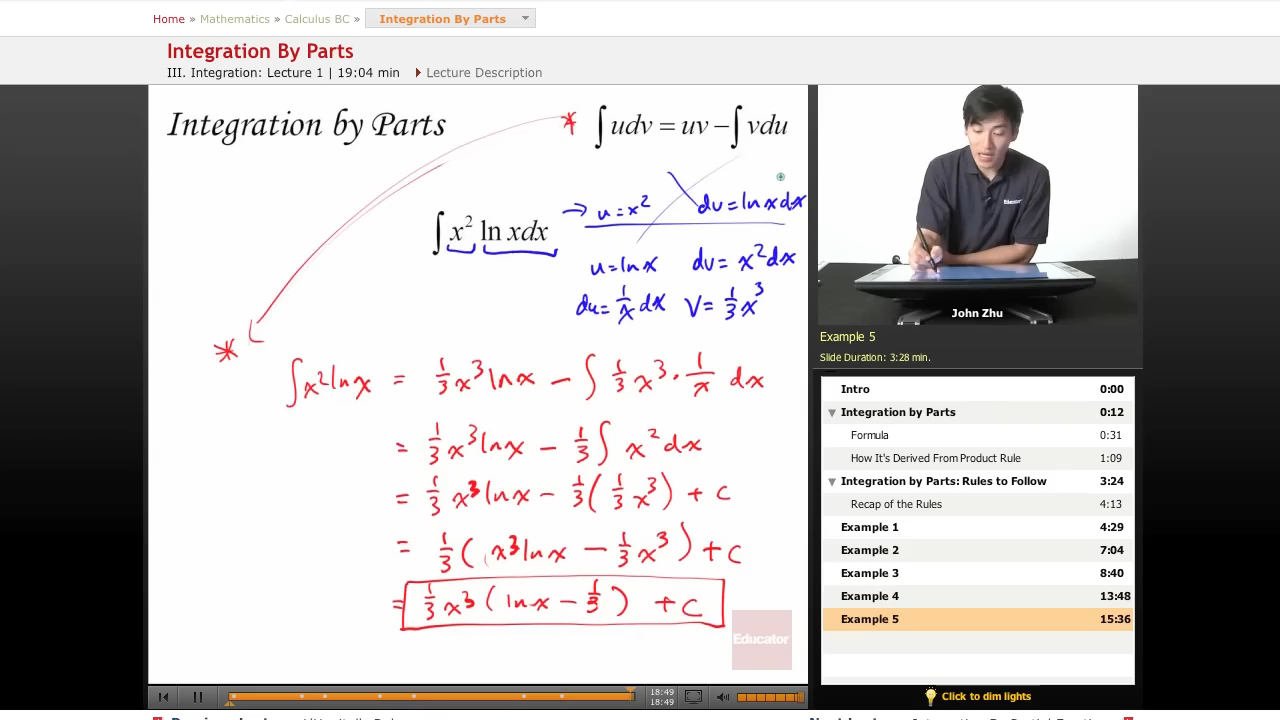 Home » Mathematics » Calculus BC » Integration By Parts
Integration By Parts
III. Integration: Lecture 1 | 19:04 min Lecture Description
Integration by Parts
* ∫udv = uv − ∫vdu
∫x² ln xdx → u = x² dv = ln x dx
u = ln x dv = x² dx
du = 1/x dx V = 1/3 x³
*
∫x² ln x = 1/3 x³ ln x − ∫ 1/3 x³ · 1/x dx
= 1/3 x³ ln x − 1/3 ∫ x² dx
= 1/3 x³ ln x − 1/3 ( 1/3 x³ ) + C
= 1/3 ( x³ ln x − 1/3 x³ ) + C
= 1/3 x³ ( ln x − 1/3 ) + C
Educator
18:49
18:49
Educator
John Zhu
Example 5
Slide Duration: 3:28 min.
Intro 0:00
Integration by Parts 0:12
Formula 0:31
How It's Derived From Product Rule 1:09
Integration by Parts: Rules to Follow 3:24
Recap of the Rules 4:13
Example 1 4:29
Example 2 7:04
Example 3 8:40
Example 4 13:48
Example 5 15:36
Click to dim lights